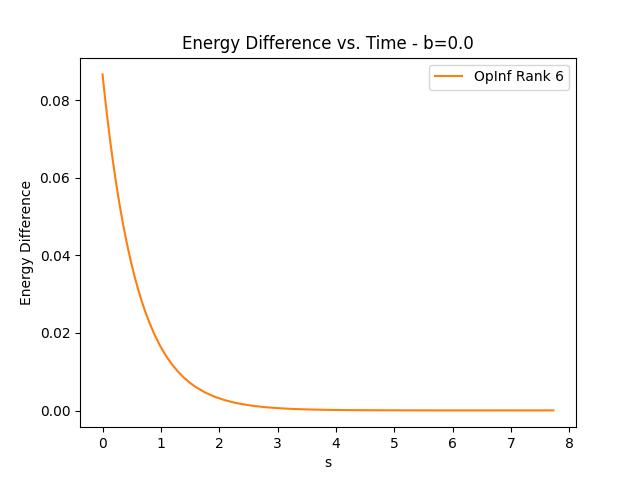 Energy Difference vs. Time - b=0.0
OpInf Rank 6
Energy Difference
0.08
0.06
0.04
0.02
0.00
0 1 2 3 4 5 6 7 8
s